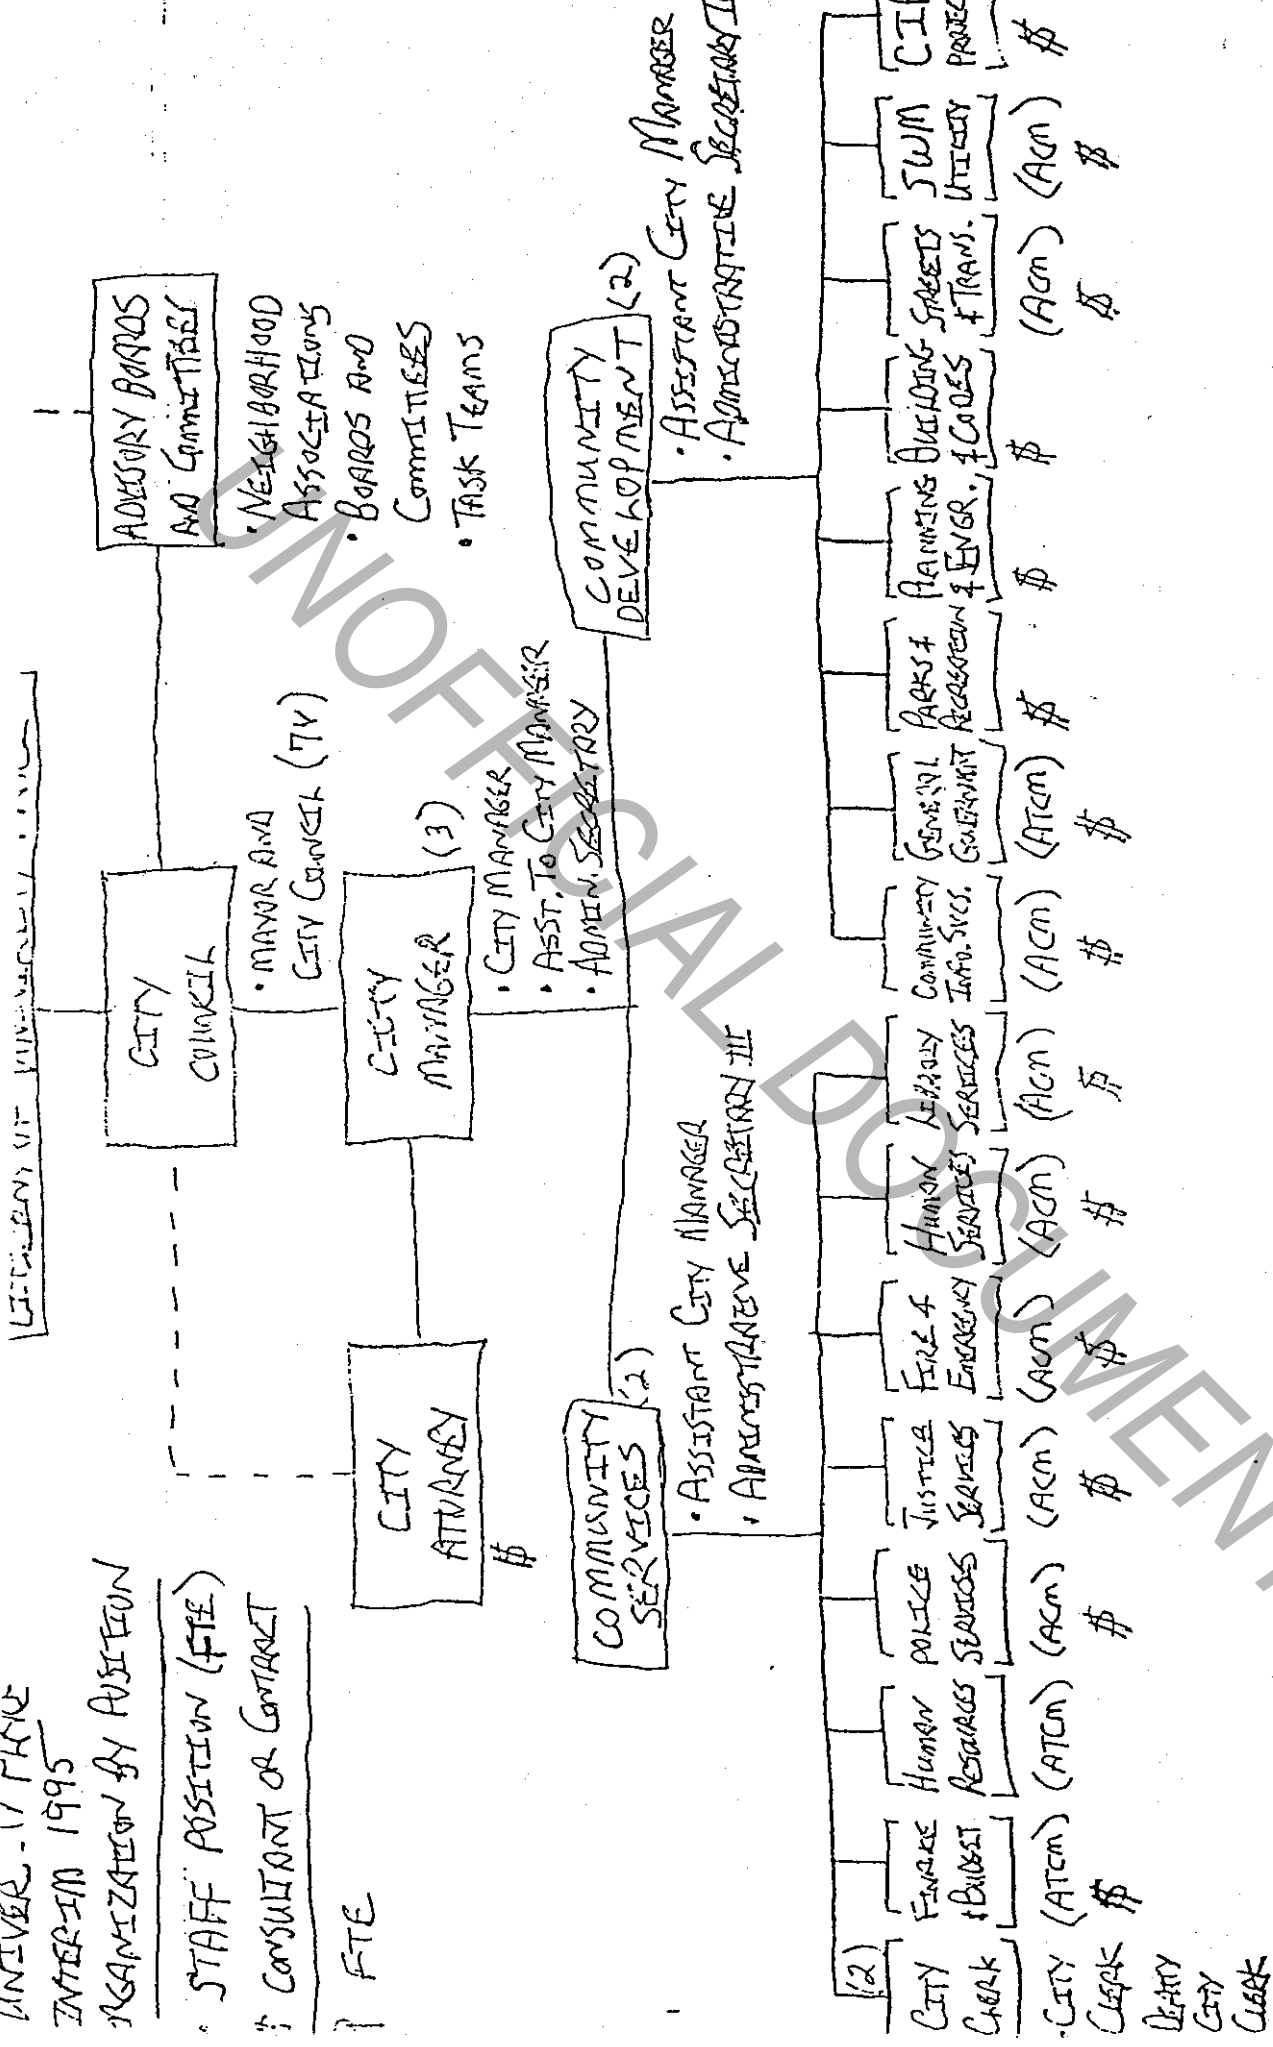 INTERIM 1995
BY POSITION
STAFF POSITION (FTE)
CONSULTANT OR CONTRACT
FTE
CITY
COUNCIL
• MAYOR AND
CITY COUNCIL (7V)
ADVISORY BOARDS
AND COMMITTEES
• NEIGHBORHOOD
ASSOCIATIONS
• BOARDS AND
COMMITTEES
• TASK TEAMS
CITY
ATTORNEY
$
CITY
MANAGER
(3)
• CITY MANAGER
• ASST. TO CITY MANAGER
• ADMIN. SECRETARY
COMMUNITY
SERVICES
(2)
• ASSISTANT CITY MANAGER
• ADMINISTRATIVE SECRETARY III
COMMUNITY
DEVELOPMENT
(2)
• ASSISTANT CITY MANAGER
• ADMINISTRATIVE SECRETARY
(2)
CITY
CLERK
• CITY
CLERK
DEPUTY
CITY
CLERK
FINANCE
& BUDGET
(ATCM)
$
HUMAN
RESOURCES
(ATCM)
POLICE
SERVICES
(ACM)
$
JUSTICE
SERVICES
(ACM)
$
FIRE &
EMERGENCY
(ACM)
$
HUMAN
SERVICES
(ACM)
$
LIBRARY
SERVICES
(ACM)
$
COMMUNITY
INFO. SVCS.
(ACM)
$
GENERAL
GOVERNMENT
(ATCM)
$
PARKS &
RECREATION
$
PLANNING
& ENGR.
$
BUILDING
& CODES
$
STREETS
& TRANS.
(ACM)
$
SWM
UTILITY
(ACM)
$
CIP
$
UNOFFICIAL DOCUMENT